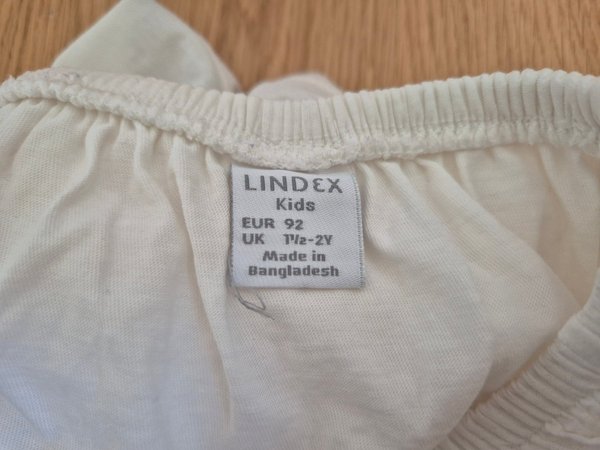 LINDEX
Kids
EUR 92
UK 1½-2Y
Made in
Bangladesh